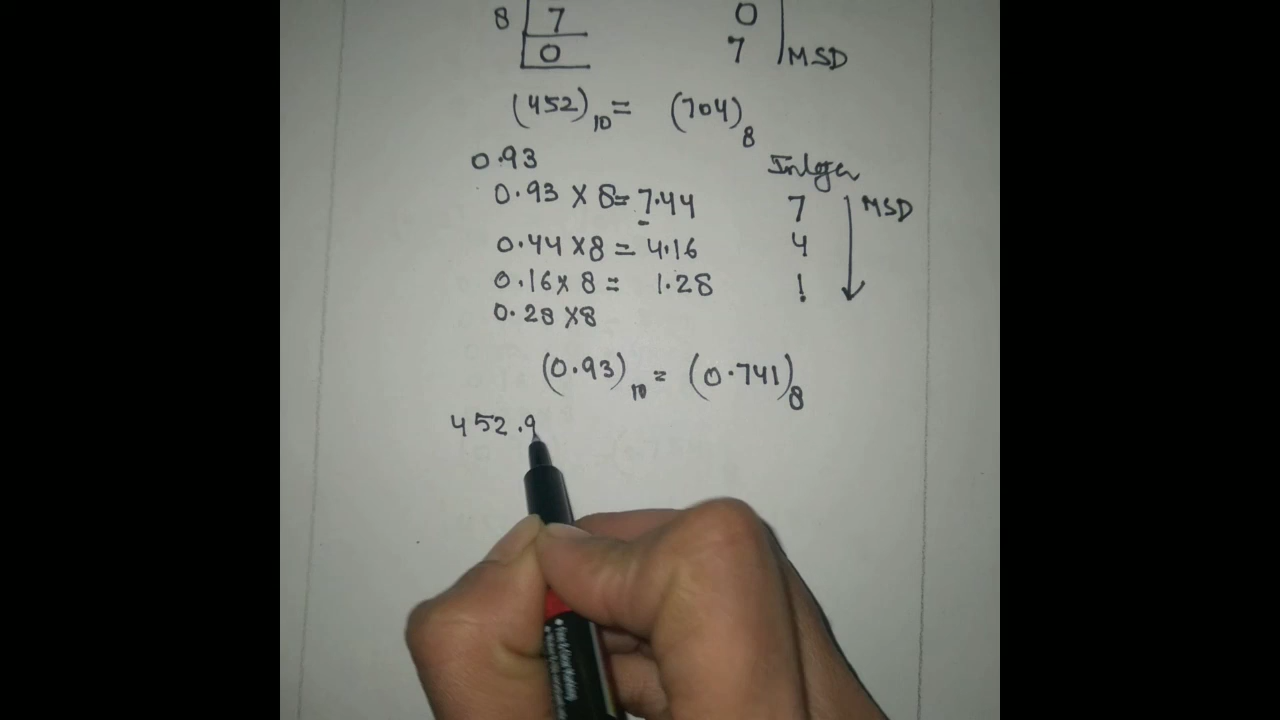 8 7 0
0 7 MSD
(452)10 = (704)8
0.93 Integer
0.93 × 8 = 7.44 7 MSD
0.44 × 8 = 4.16 4
0.16 × 8 = 1.28 1
0.28 × 8
(0.93)10 = (0.741)8
452.9